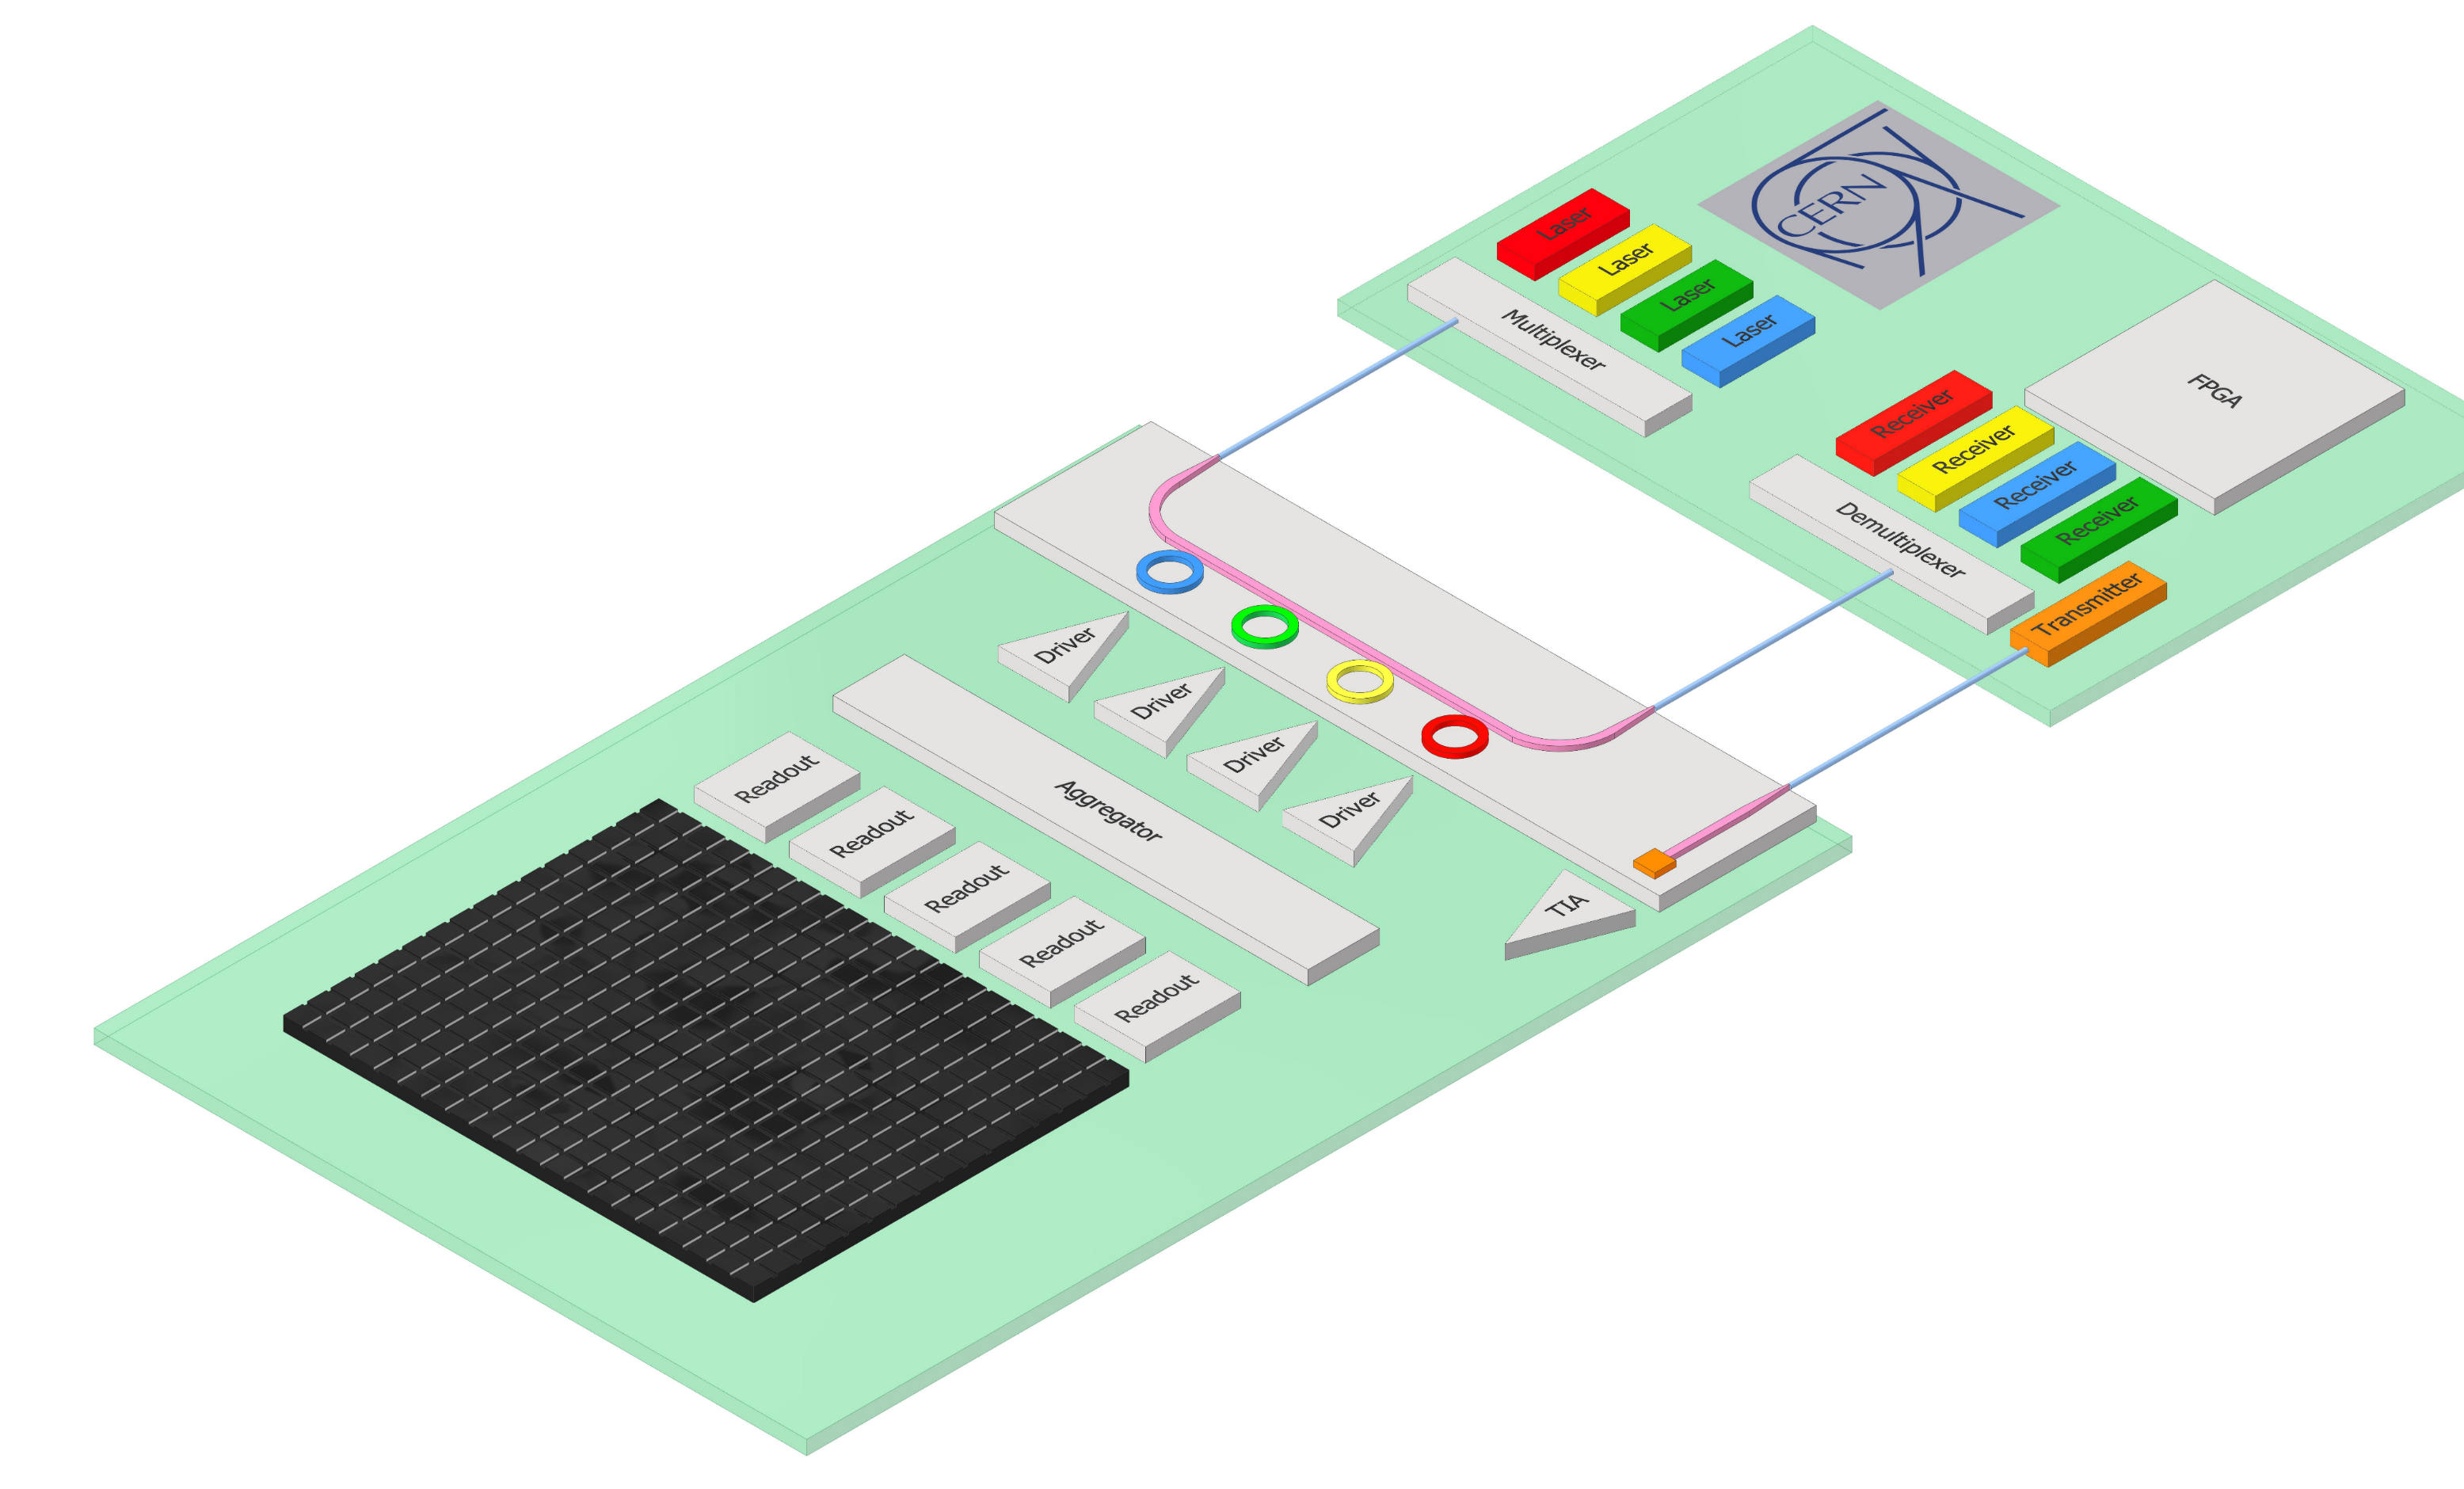 CERN
Laser
Laser
Laser
Laser
Multiplexer
FPGA
Receiver
Receiver
Receiver
Receiver
Demultiplexer
Transmitter
Driver
Driver
Driver
Driver
Aggregator
Readout
Readout
Readout
Readout
Readout
TIA